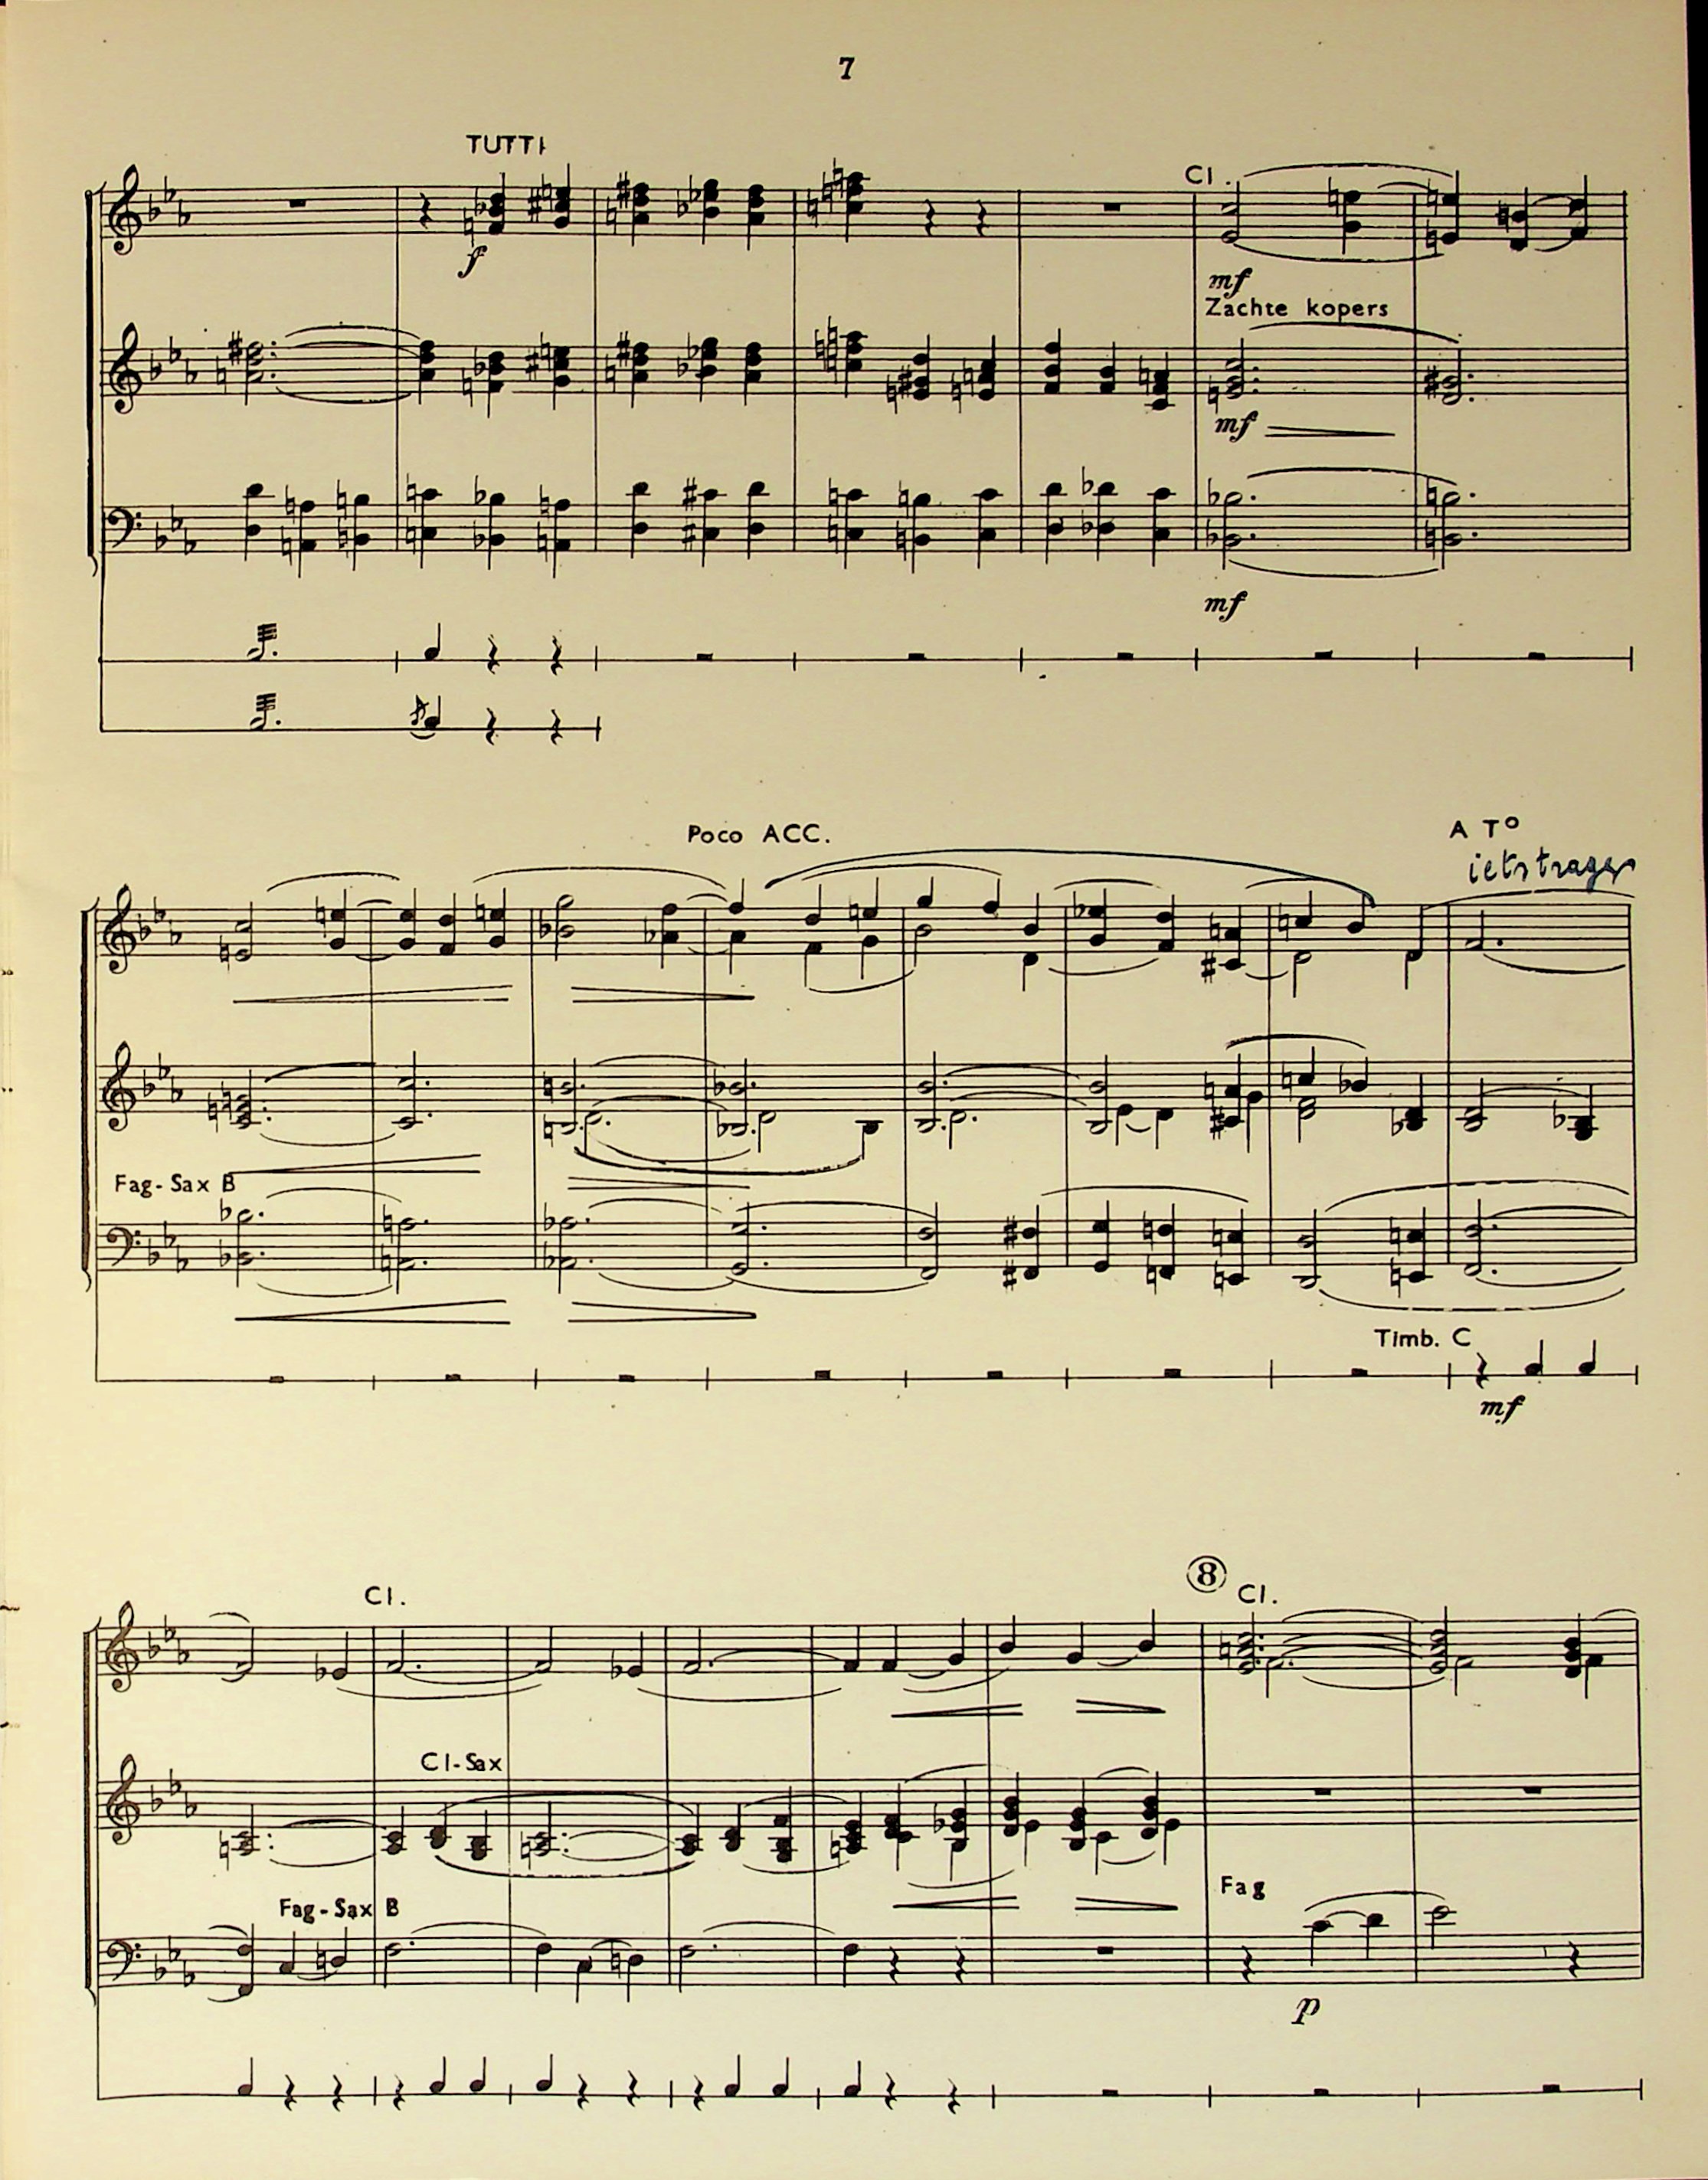 7
TUTTI
f
Cl.
mf
Zachte kopers
mf
mf
Poco ACC.
A Tº
iets trager
Fag-Sax B
Timb. C
mf
8
Cl.
Cl.
Cl-Sax
Fag-Sax B
Fag
p